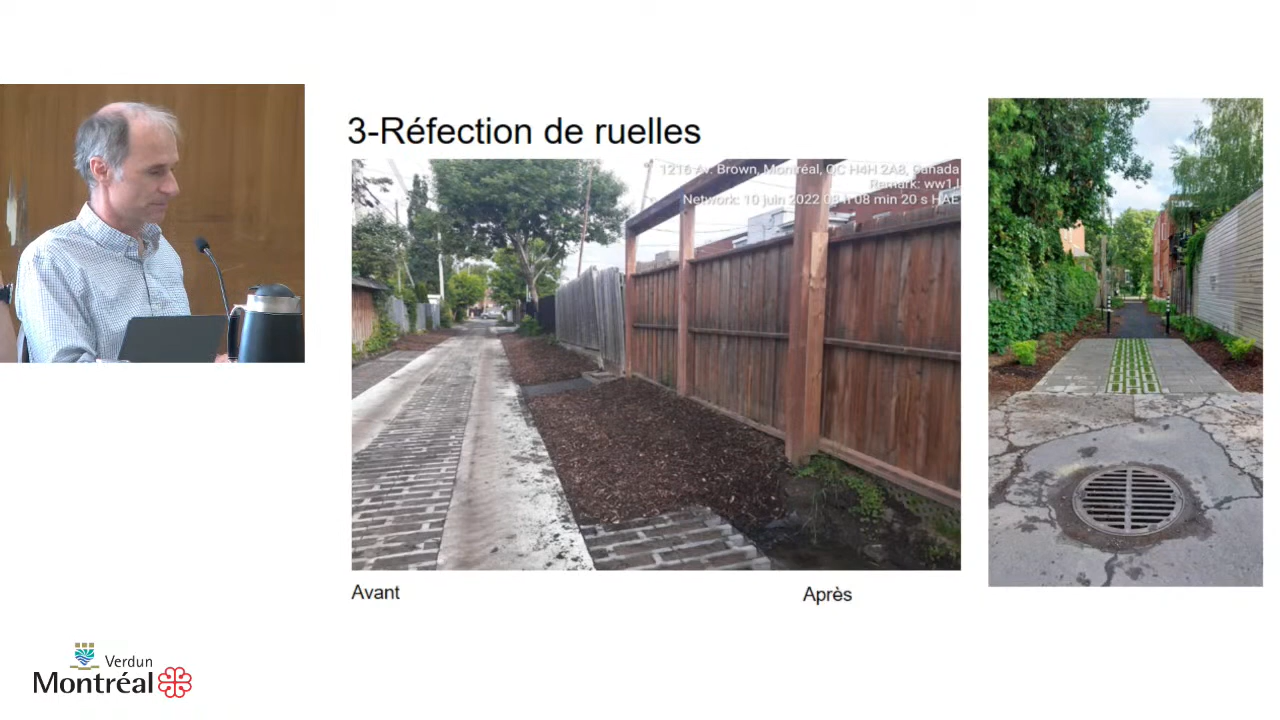 3-Réfection de ruelles
1216 Av. Brown, Montréal, QC H4H 2A8, Canada
Remark: ww1.l
Network: 10 juin 2022 08 h 08 min 20 s HAE
Avant
Après
Verdun
Montréal